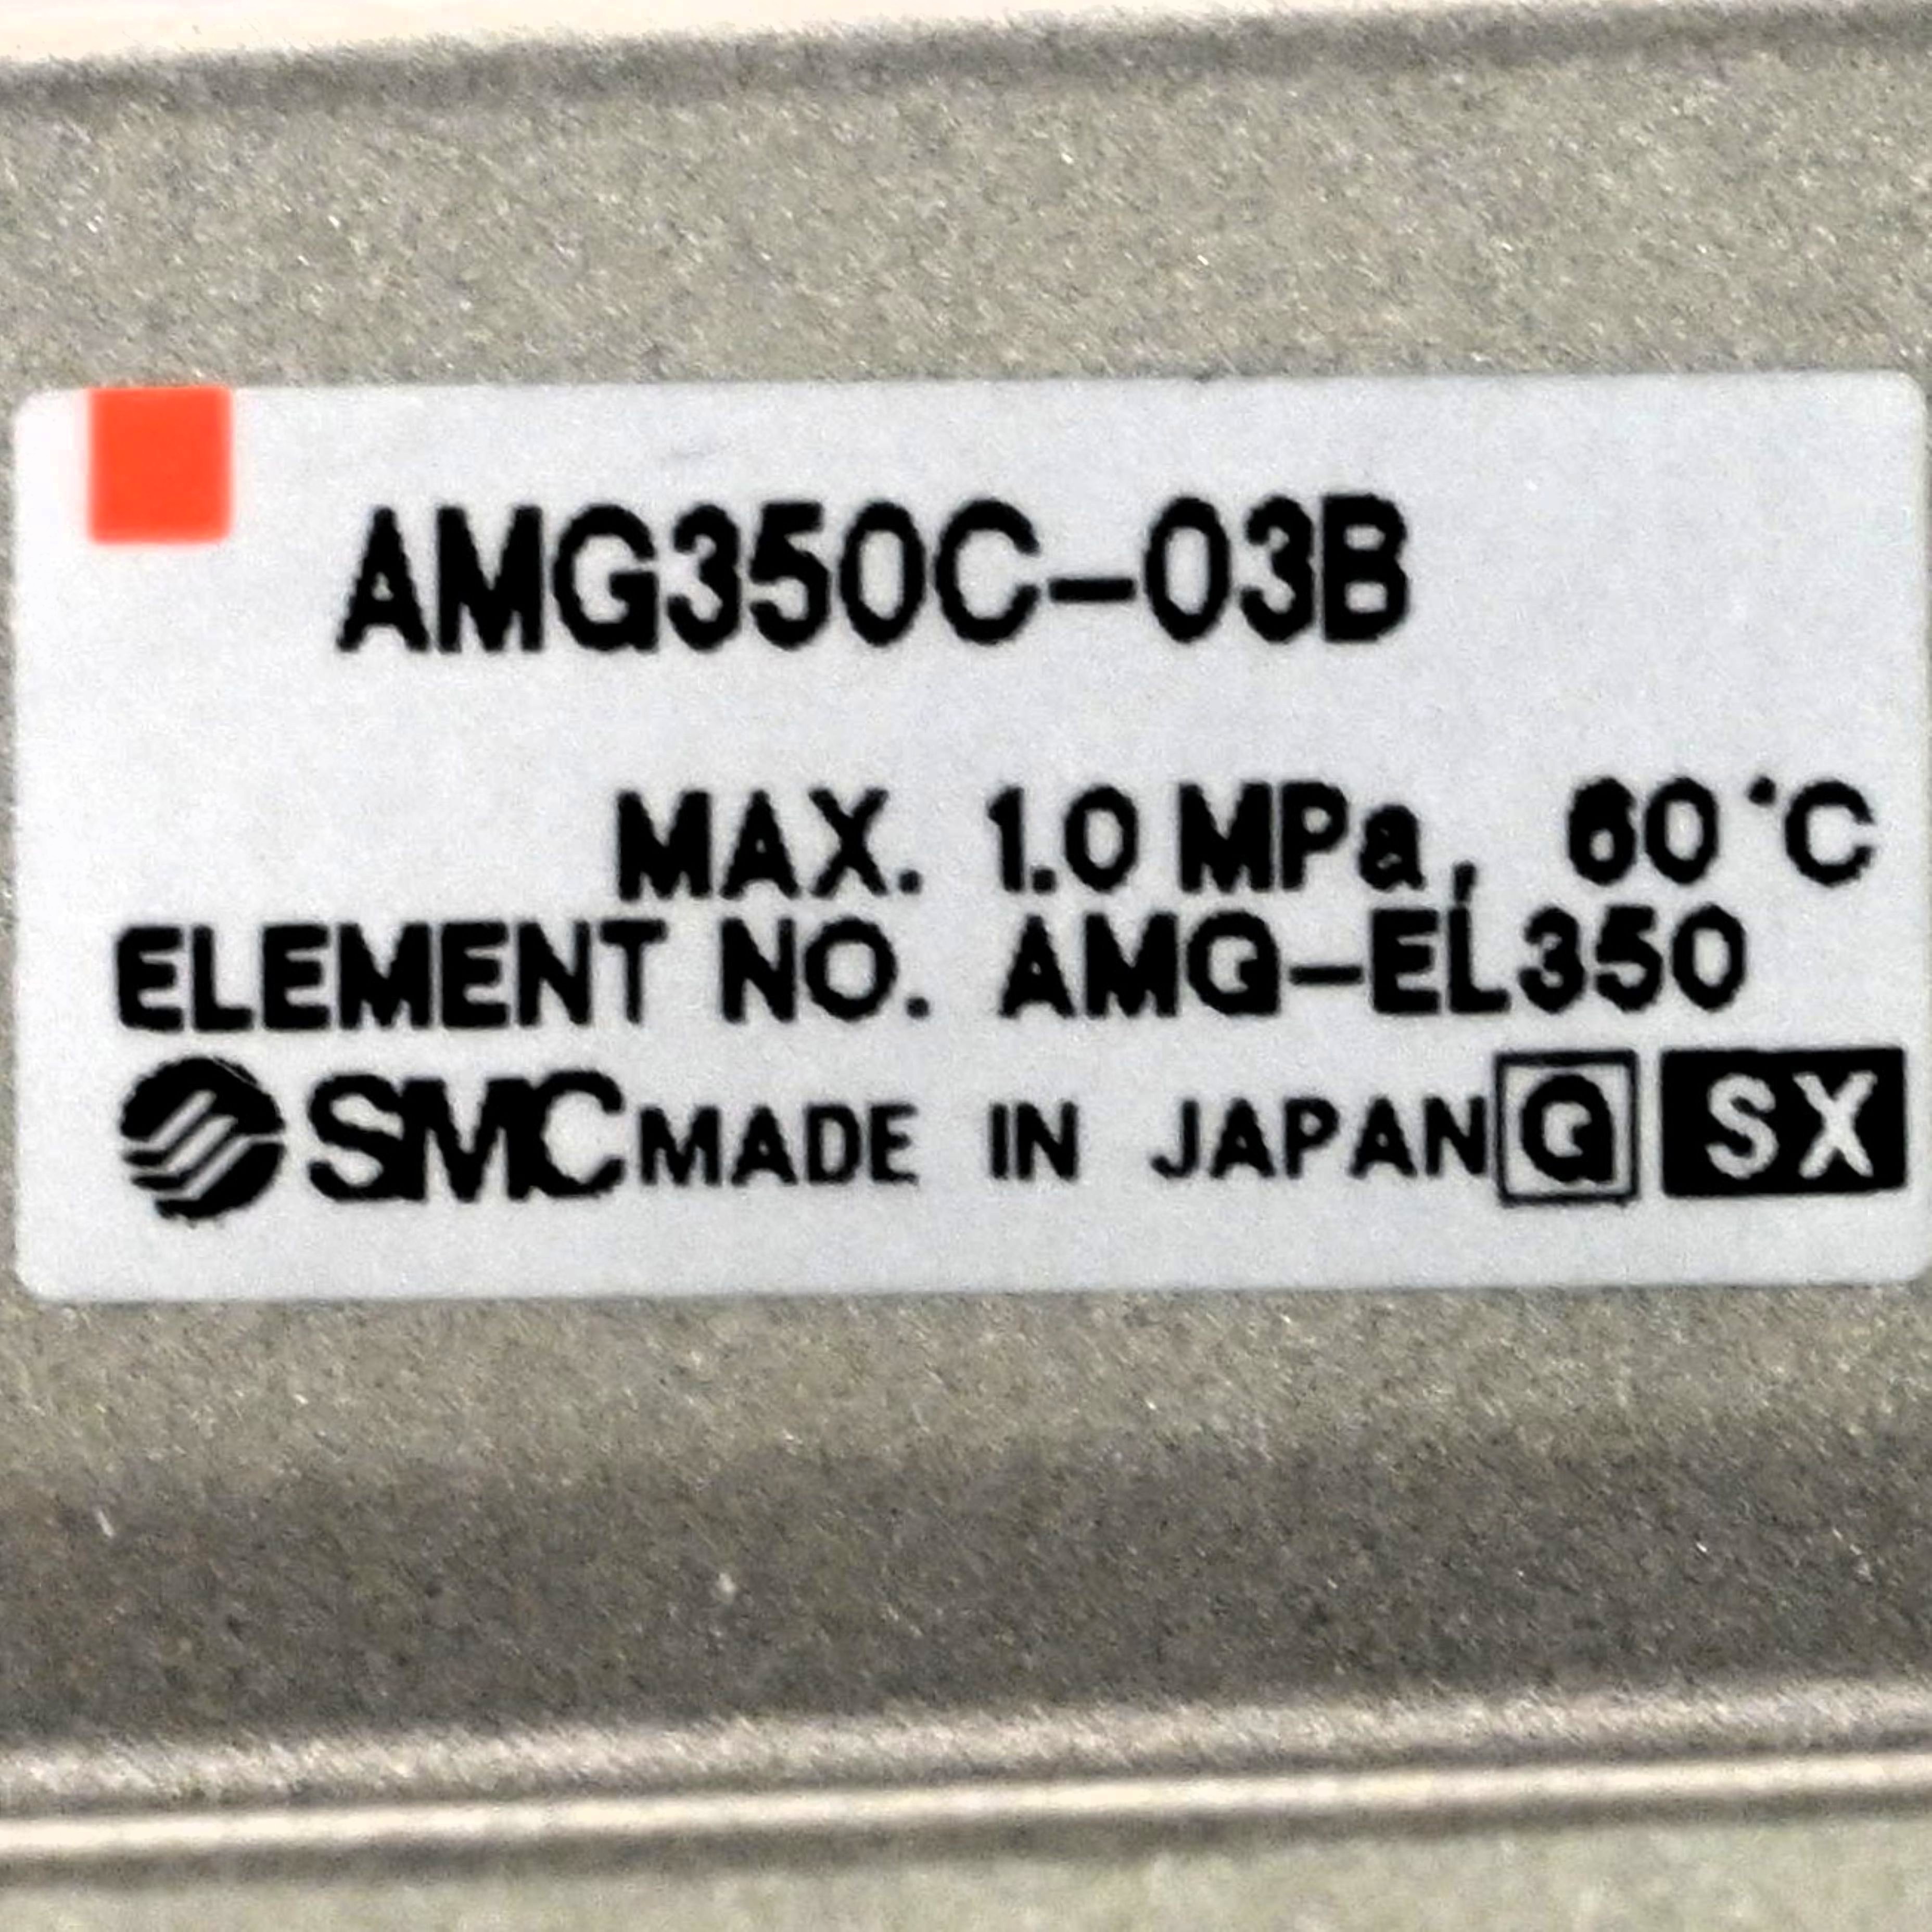 AMG350C-03B
MAX. 1.0 MPa, 60°C
ELEMENT NO. AMG-EL350
SMC MADE IN JAPAN G SX